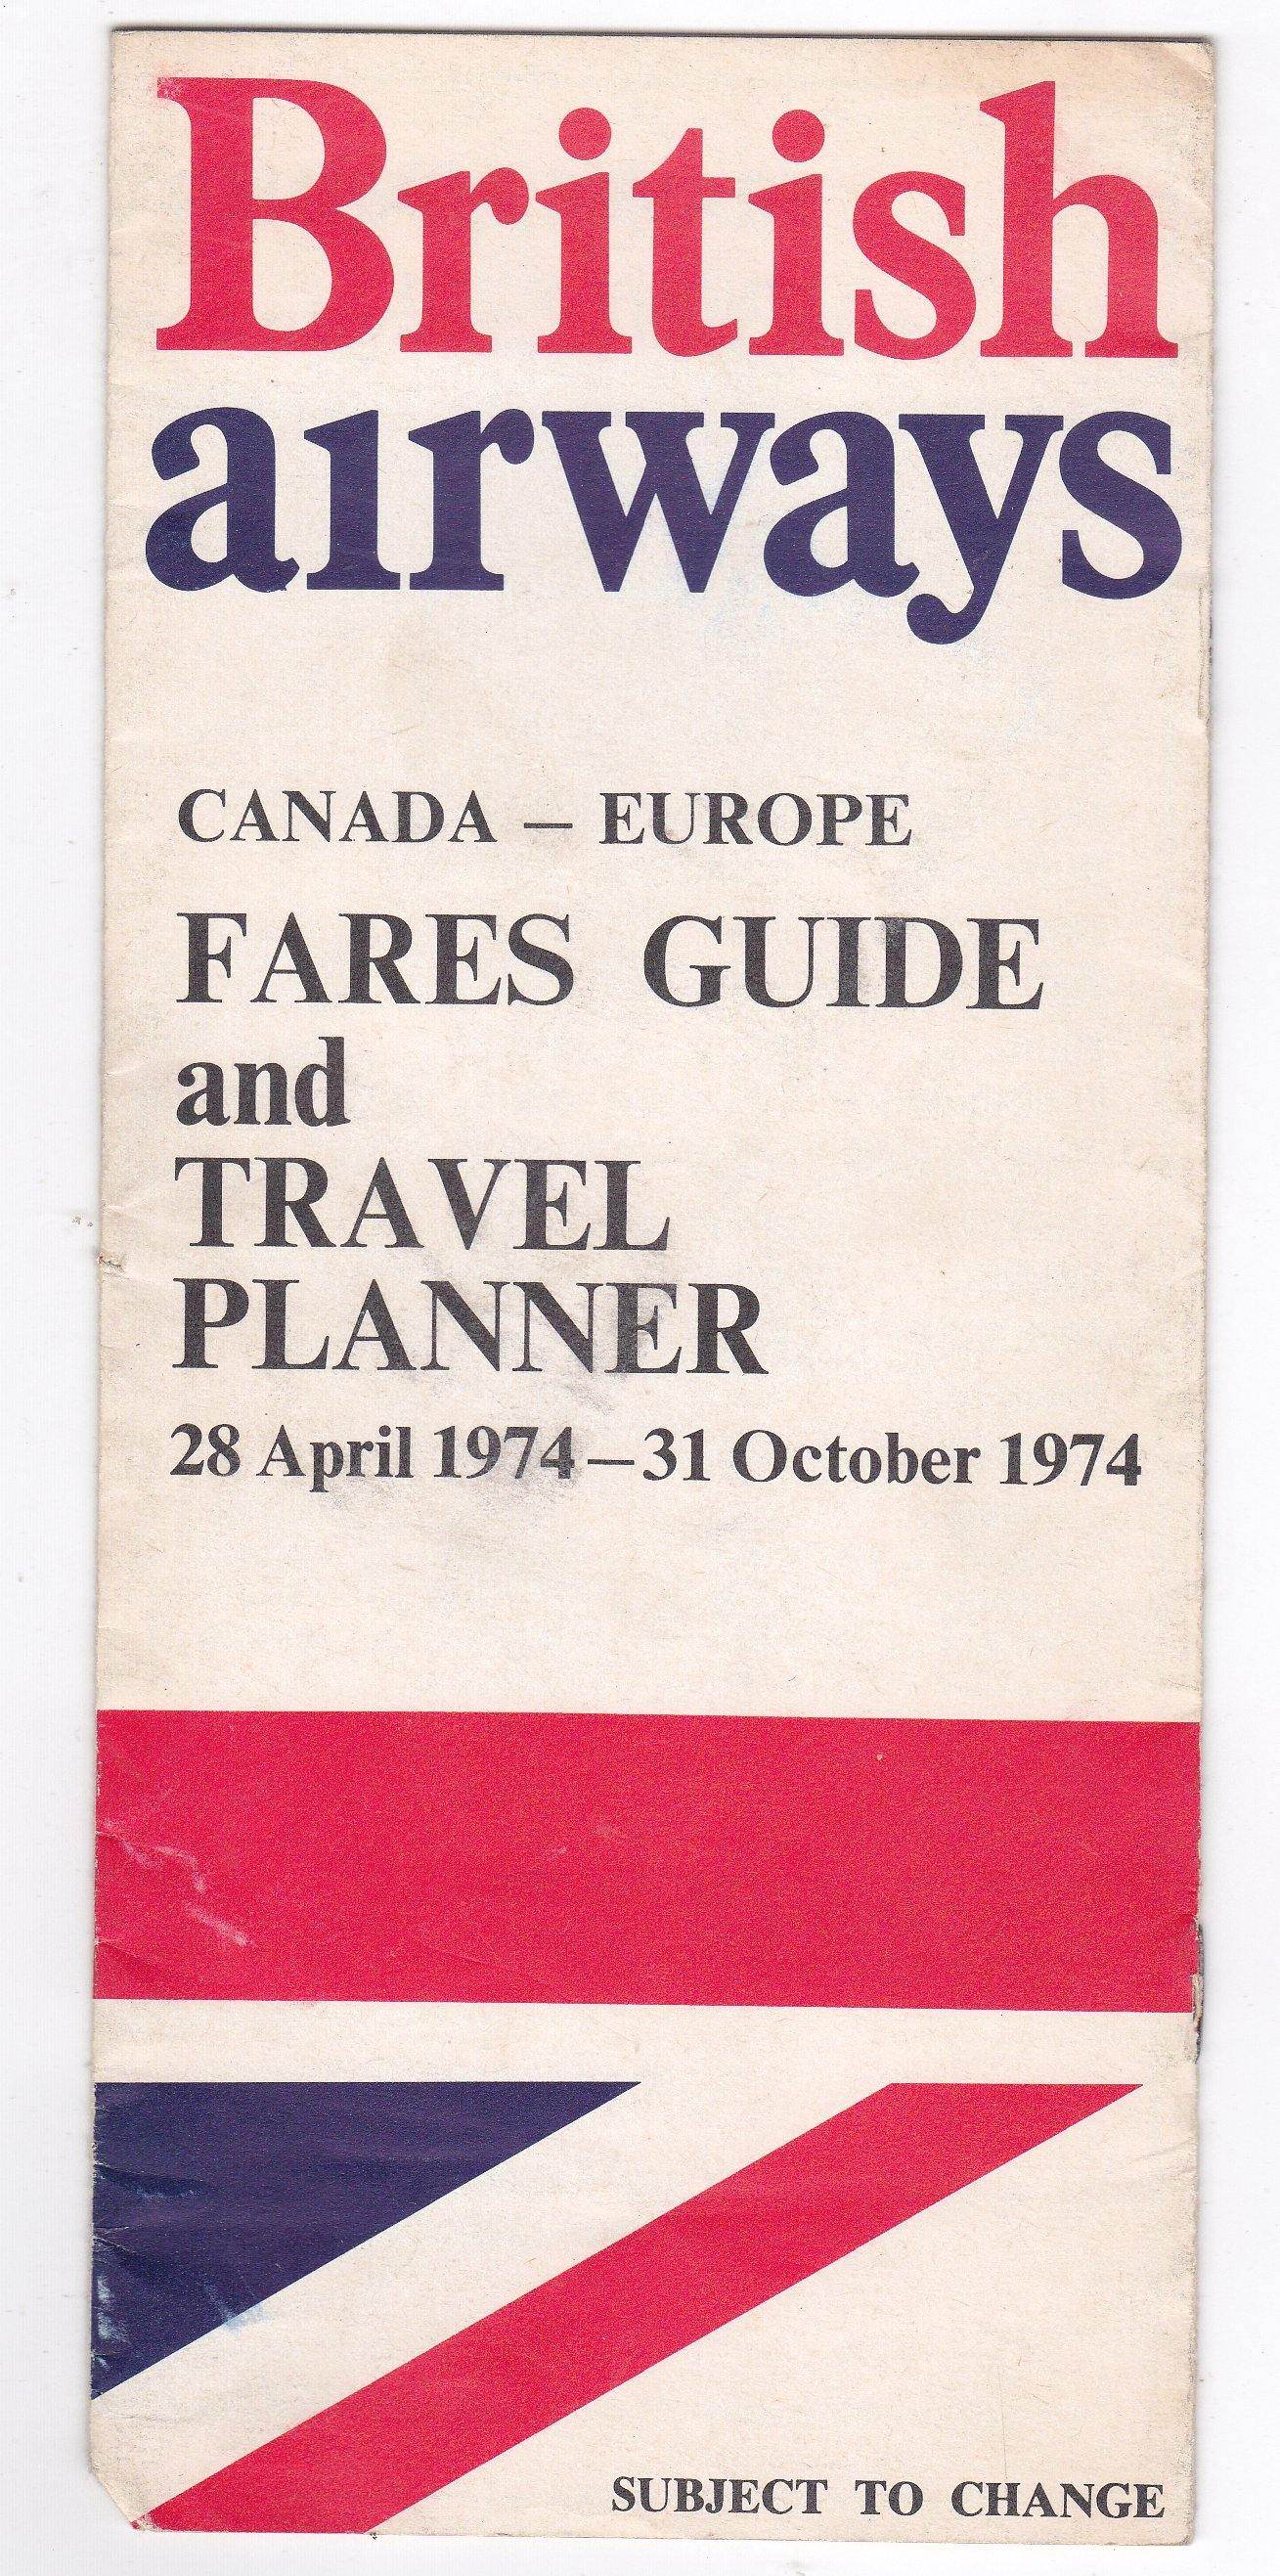 British
airways
CANADA – EUROPE
FARES GUIDE
and
TRAVEL
PLANNER
28 April 1974–31 October 1974
SUBJECT TO CHANGE